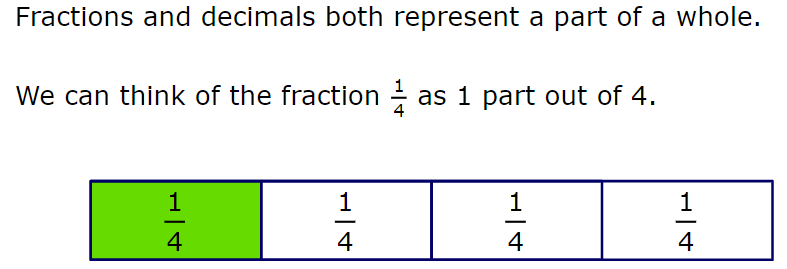 Fractions and decimals both represent a part of a whole.
We can think of the fraction 1/4 as 1 part out of 4.
1/4 1/4 1/4 1/4